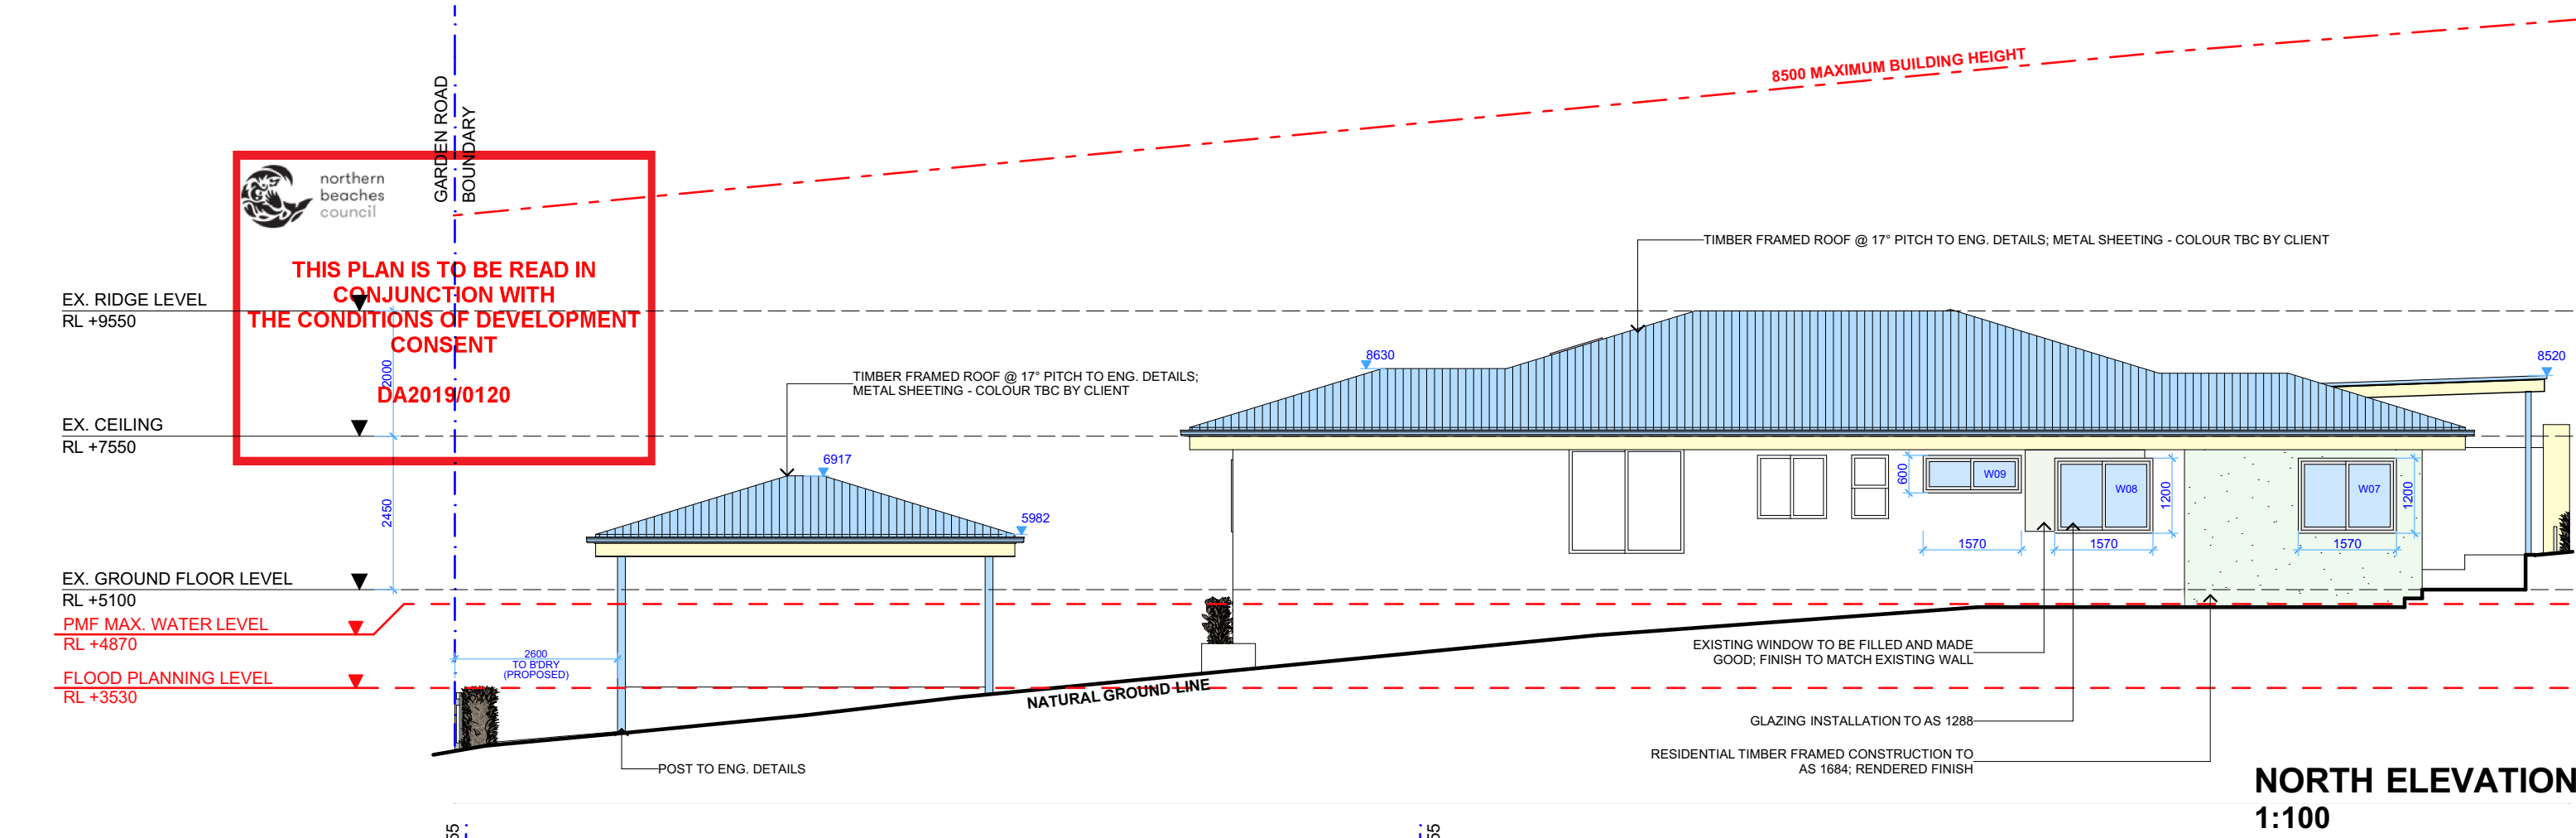 GARDEN ROAD
BOUNDARY
8500 MAXIMUM BUILDING HEIGHT
northern
beaches
council
THIS PLAN IS TO BE READ IN
CONJUNCTION WITH
THE CONDITIONS OF DEVELOPMENT
CONSENT
DA2019/0120
EX. RIDGE LEVEL
RL +9550
2000
EX. CEILING
RL +7550
2450
EX. GROUND FLOOR LEVEL
RL +5100
PMF MAX. WATER LEVEL
RL +4870
FLOOD PLANNING LEVEL
RL +3530
TIMBER FRAMED ROOF @ 17° PITCH TO ENG. DETAILS; METAL SHEETING - COLOUR TBC BY CLIENT
8630
8520
TIMBER FRAMED ROOF @ 17° PITCH TO ENG. DETAILS;
METAL SHEETING - COLOUR TBC BY CLIENT
6917
5982
600
W09
W08
1200
W07
1200
1570
1570
1570
2600
TO B'DRY
(PROPOSED)
NATURAL GROUND LINE
EXISTING WINDOW TO BE FILLED AND MADE
GOOD; FINISH TO MATCH EXISTING WALL
GLAZING INSTALLATION TO AS 1288
RESIDENTIAL TIMBER FRAMED CONSTRUCTION TO
AS 1684; RENDERED FINISH
POST TO ENG. DETAILS
NORTH ELEVATION
1:100
55
55